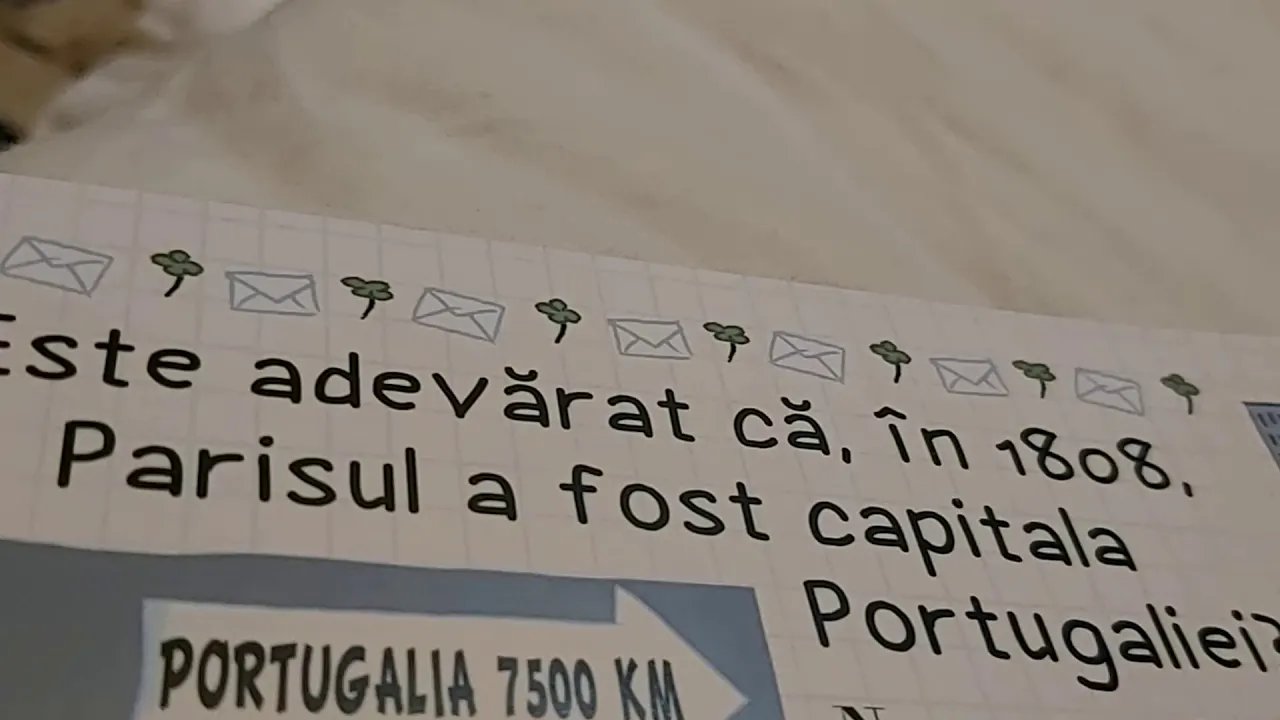 Este adevărat că, în 1808,
Parisul a fost capitala
Portugaliei?
PORTUGALIA 7500 KM